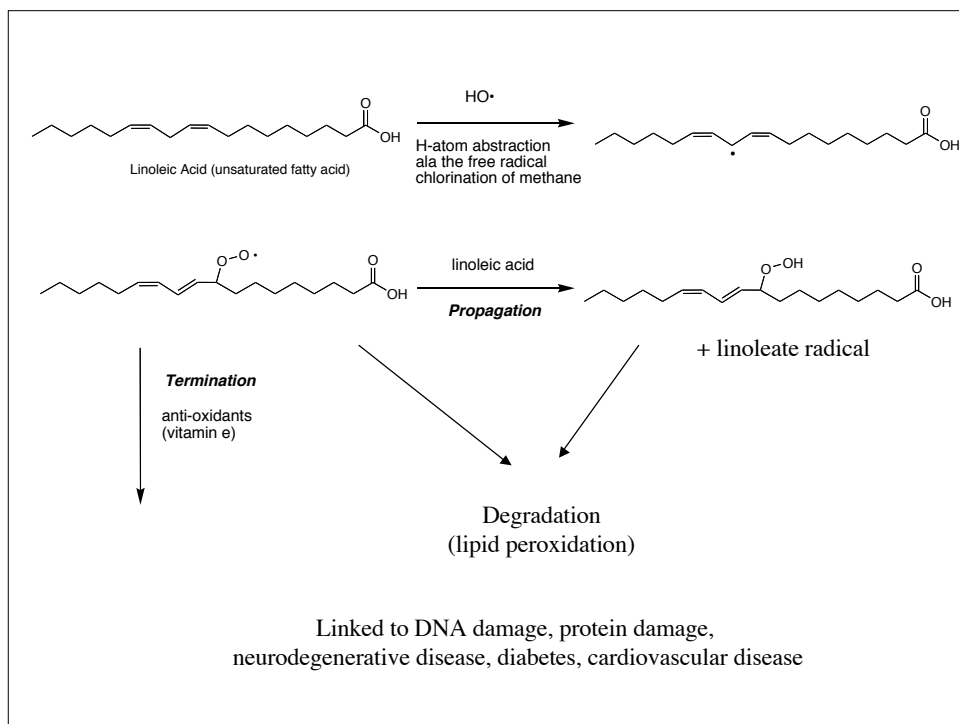 O
OH
Linoleic Acid (unsaturated fatty acid)
HO•
H-atom abstraction
ala the free radical
chlorination of methane
O
OH
•
O
O •
O
OH
linoleic acid
Propagation
O
OH
O
OH
+ linoleate radical
Termination
anti-oxidants
(vitamin e)
Degradation
(lipid peroxidation)
Linked to DNA damage, protein damage,
neurodegenerative disease, diabetes, cardiovascular disease